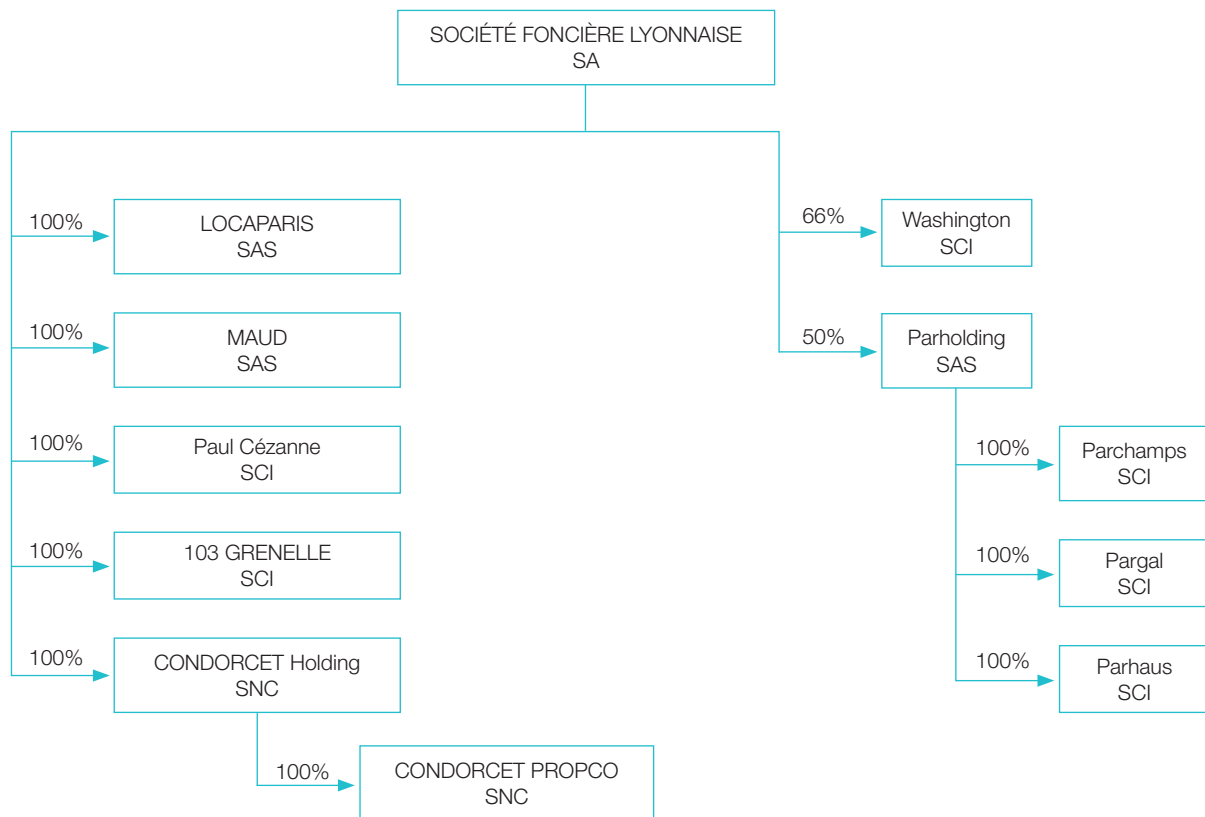 SOCIÉTÉ FONCIÈRE LYONNAISE
SA
100%
LOCAPARIS
SAS
100%
MAUD
SAS
100%
Paul Cézanne
SCI
100%
103 GRENELLE
SCI
100%
CONDORCET Holding
SNC
100%
CONDORCET PROPCO
SNC
66%
Washington
SCI
50%
Parholding
SAS
100%
Parchamps
SCI
100%
Pargal
SCI
100%
Parhaus
SCI